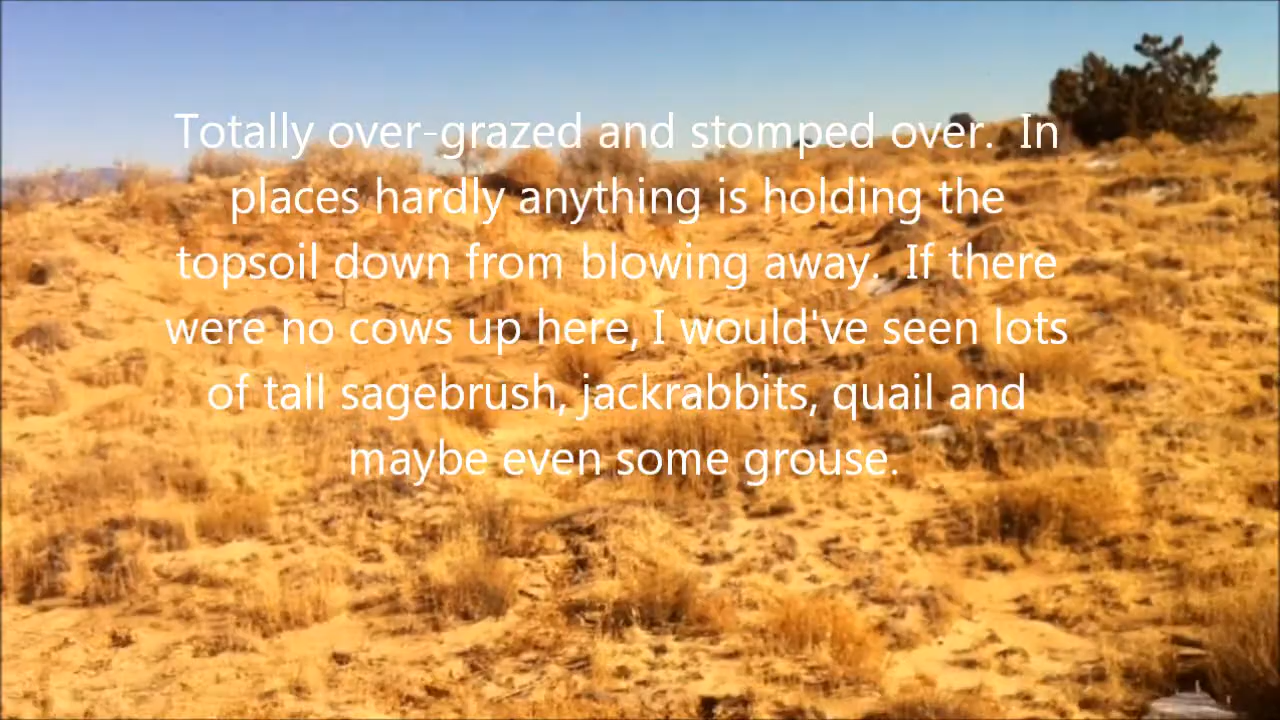 Totally over-grazed and stomped over.  In
places hardly anything is holding the
topsoil down from blowing away.  If there
were no cows up here, I would've seen lots
of tall sagebrush, jackrabbits, quail and
maybe even some grouse.